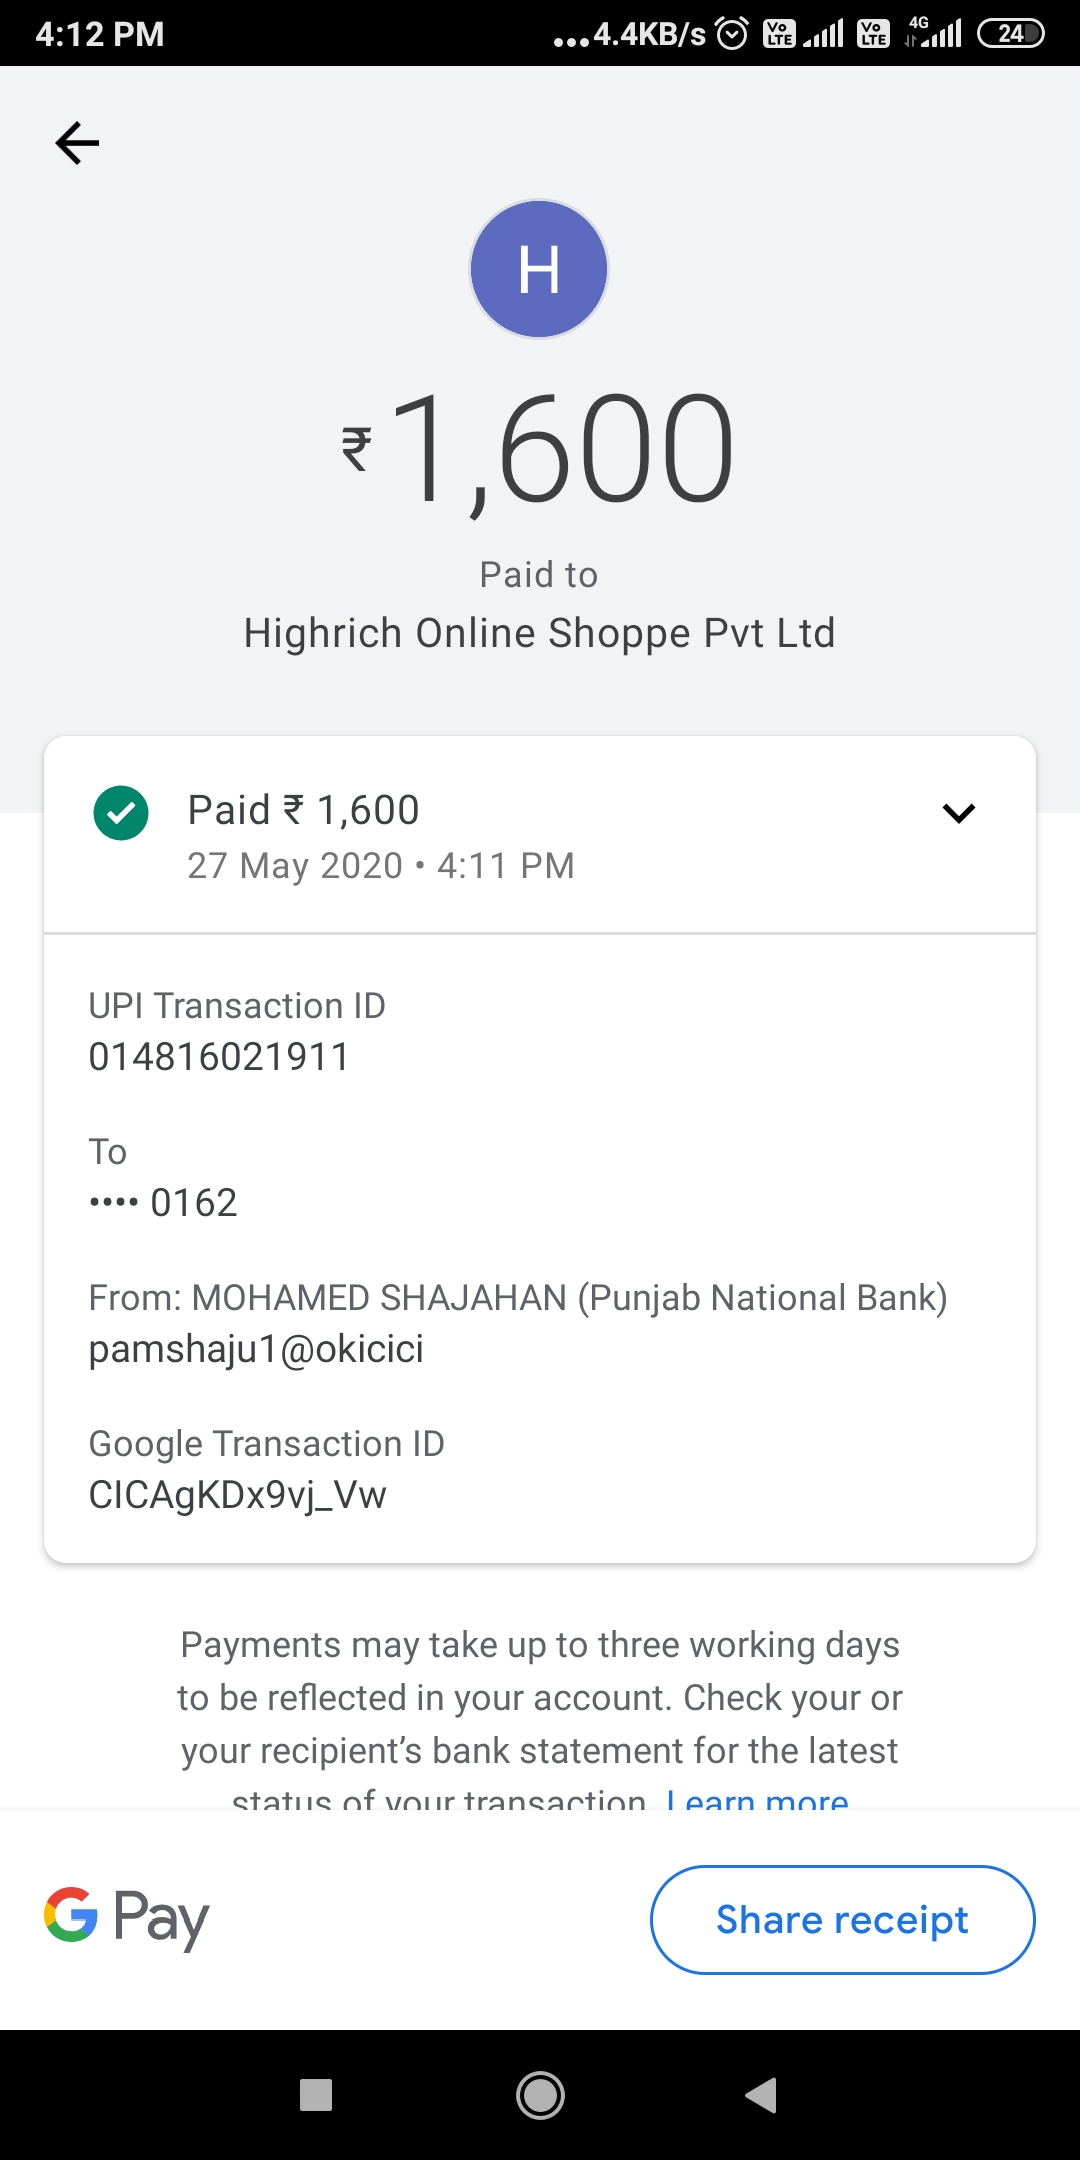 4:12 PM
...4.4KB/s Vo LTE Vo LTE 4G 24
H
₹1,600
Paid to
Highrich Online Shoppe Pvt Ltd
Paid ₹ 1,600
27 May 2020 • 4:11 PM
UPI Transaction ID
014816021911
To
•••• 0162
From: MOHAMED SHAJAHAN (Punjab National Bank)
pamshaju1@okicici
Google Transaction ID
CICAgKDx9vj_Vw
Payments may take up to three working days
to be reflected in your account. Check your or
your recipient’s bank statement for the latest
status of your transaction. Learn more
G Pay
Share receipt